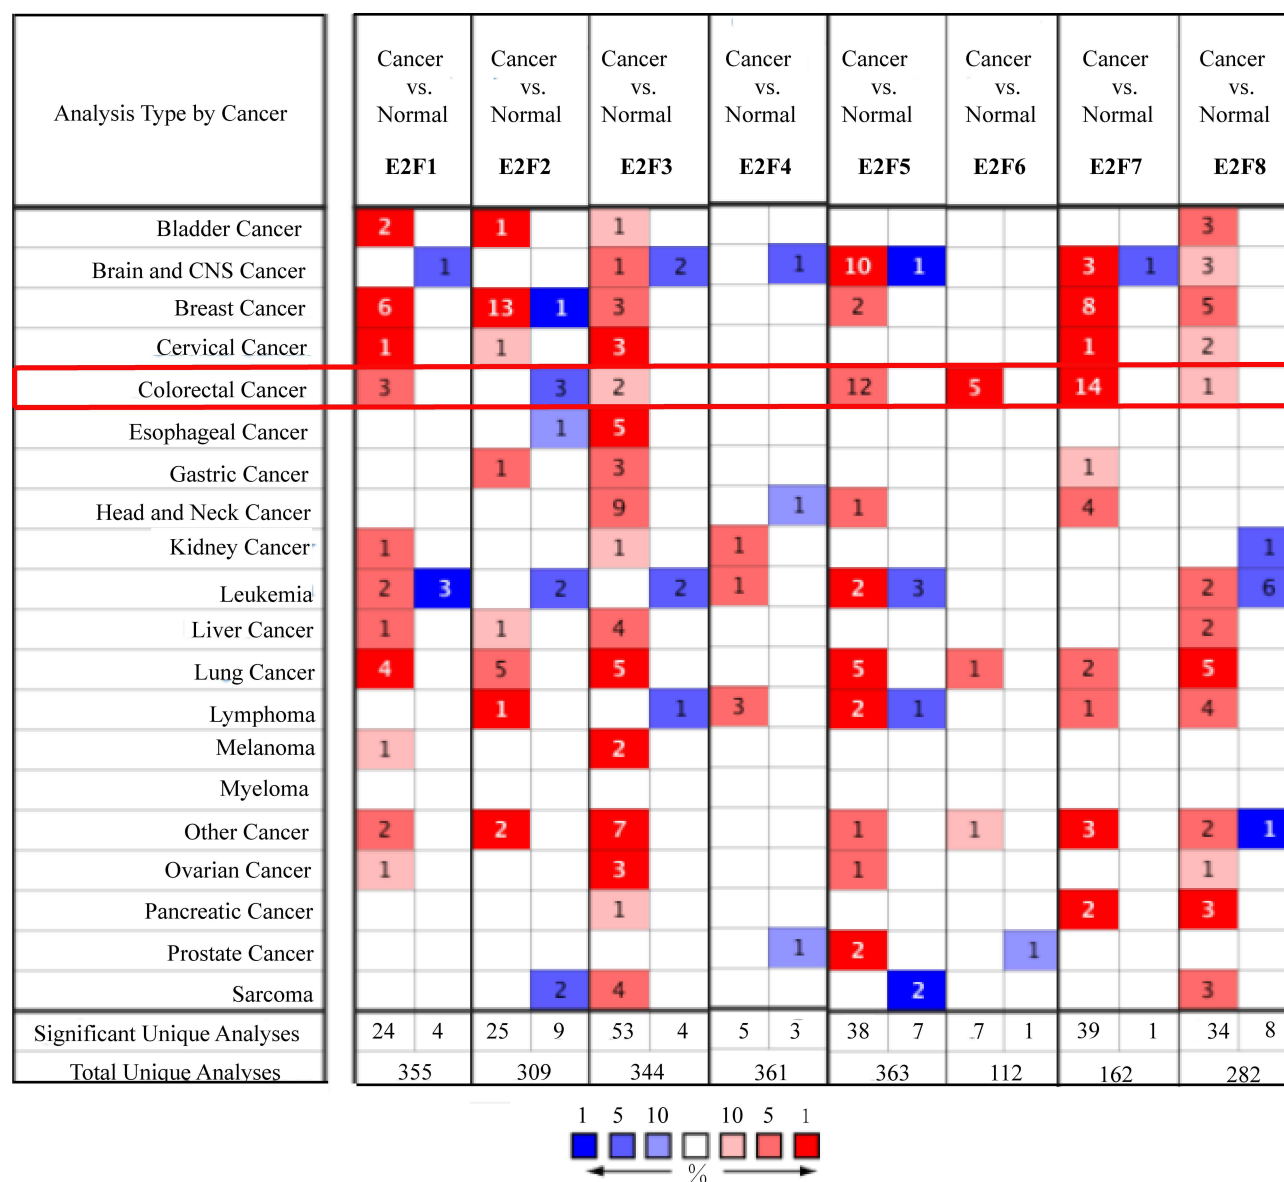 Analysis Type by Cancer
Cancer vs. Normal E2F1
Cancer vs. Normal E2F2
Cancer vs. Normal E2F3
Cancer vs. Normal E2F4
Cancer vs. Normal E2F5
Cancer vs. Normal E2F6
Cancer vs. Normal E2F7
Cancer vs. Normal E2F8
Bladder Cancer 2 1 1 3
Brain and CNS Cancer 1 1 2 1 10 1 3 1 3
Breast Cancer 6 13 1 3 2 8 5
Cervical Cancer 1 1 3 1 2
Colorectal Cancer 3 3 2 12 5 14 1
Esophageal Cancer 1 5
Gastric Cancer 1 3 1
Head and Neck Cancer 9 1 1 4
Kidney Cancer 1 1 1 1
Leukemia 2 3 2 2 1 2 3 2 6
Liver Cancer 1 1 4 2
Lung Cancer 4 5 5 5 1 2 5
Lymphoma 1 1 3 2 1 1 4
Melanoma 1 2
Myeloma
Other Cancer 2 2 7 1 1 3 2 1
Ovarian Cancer 1 3 1 1
Pancreatic Cancer 1 2 3
Prostate Cancer 1 2 1
Sarcoma 2 4 2 3
Significant Unique Analyses 24 4 25 9 53 4 5 3 38 7 7 1 39 1 34 8
Total Unique Analyses 355 309 344 361 363 112 162 282
1 5 10 10 5 1
%